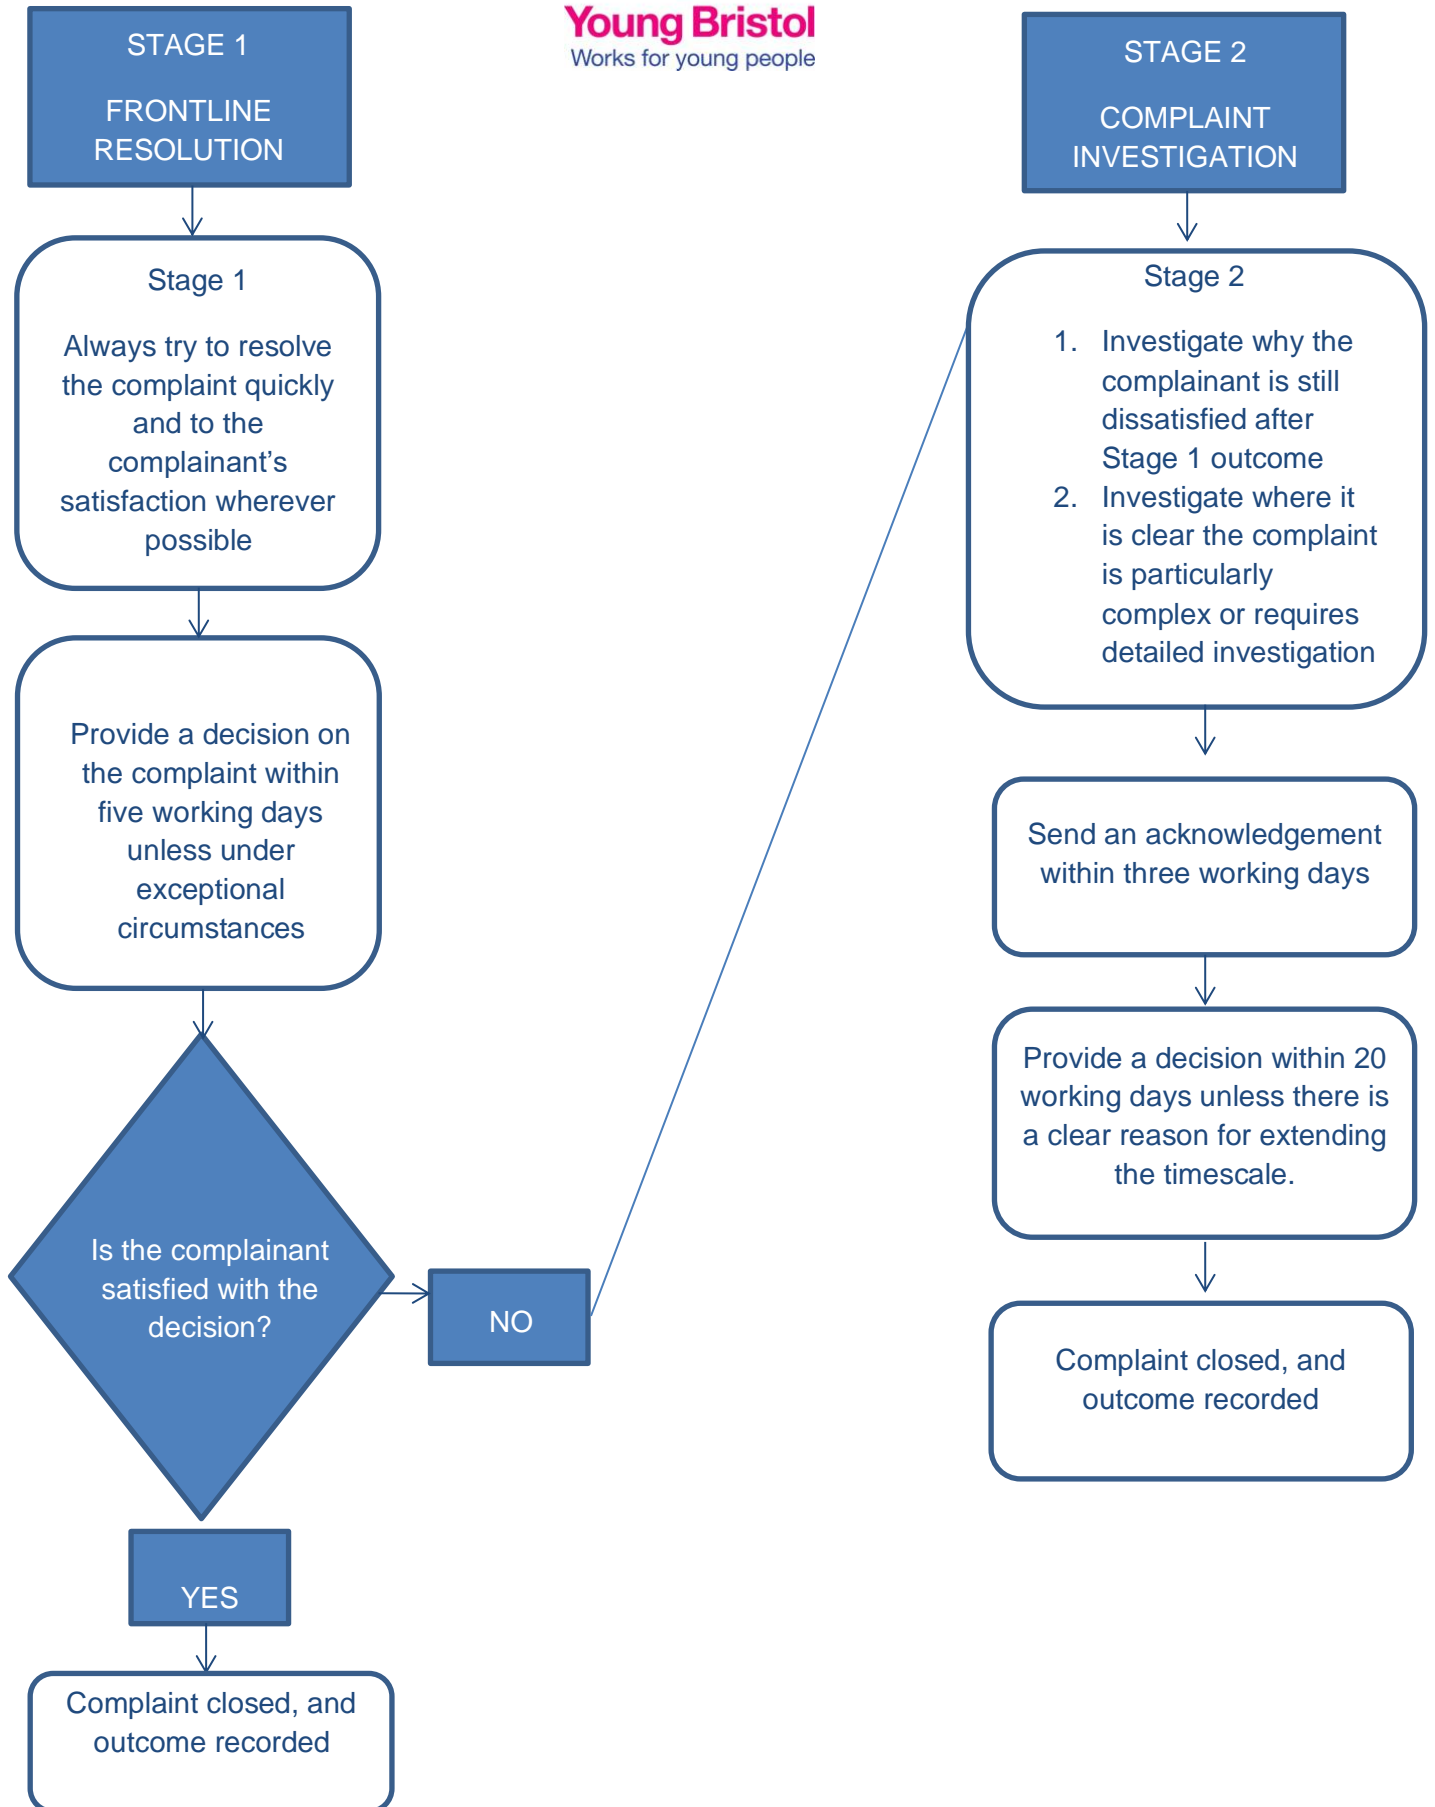 Young Bristol
Works for young people
STAGE 1
FRONTLINE
RESOLUTION
Stage 1
Always try to resolve
the complaint quickly
and to the
complainant’s
satisfaction wherever
possible
Provide a decision on
the complaint within
five working days
unless under
exceptional
circumstances
Is the complainant
satisfied with the
decision?
NO
YES
Complaint closed, and
outcome recorded
STAGE 2
COMPLAINT
INVESTIGATION
Stage 2
1. Investigate why the
complainant is still
dissatisfied after
Stage 1 outcome
2. Investigate where it
is clear the complaint
is particularly
complex or requires
detailed investigation
Send an acknowledgement
within three working days
Provide a decision within 20
working days unless there is
a clear reason for extending
the timescale.
Complaint closed, and
outcome recorded